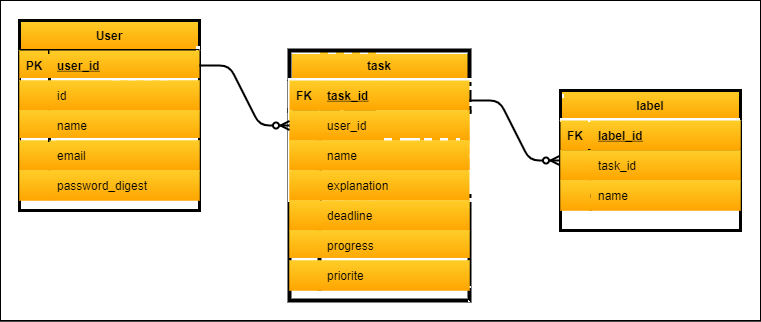 User
PK user_id
id
name
email
password_digest
task
FK task_id
user_id
name
explanation
deadline
progress
priorite
label
FK label_id
task_id
name